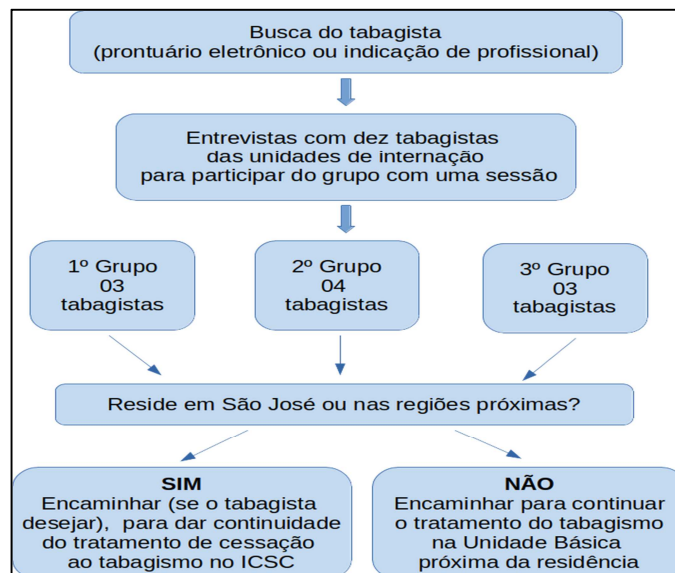 Busca do tabagista
(prontuário eletrônico ou indicação de profissional)
Entrevistas com dez tabagistas
das unidades de internação
para participar do grupo com uma sessão
1º Grupo
03
tabagistas
2º Grupo
04
tabagistas
3º Grupo
03
tabagistas
Reside em São José ou nas regiões próximas?
SIM
Encaminhar (se o tabagista
desejar), para dar continuidade
do tratamento de cessação
ao tabagismo no ICSC
NÃO
Encaminhar para continuar
o tratamento do tabagismo
na Unidade Básica
próxima da residência